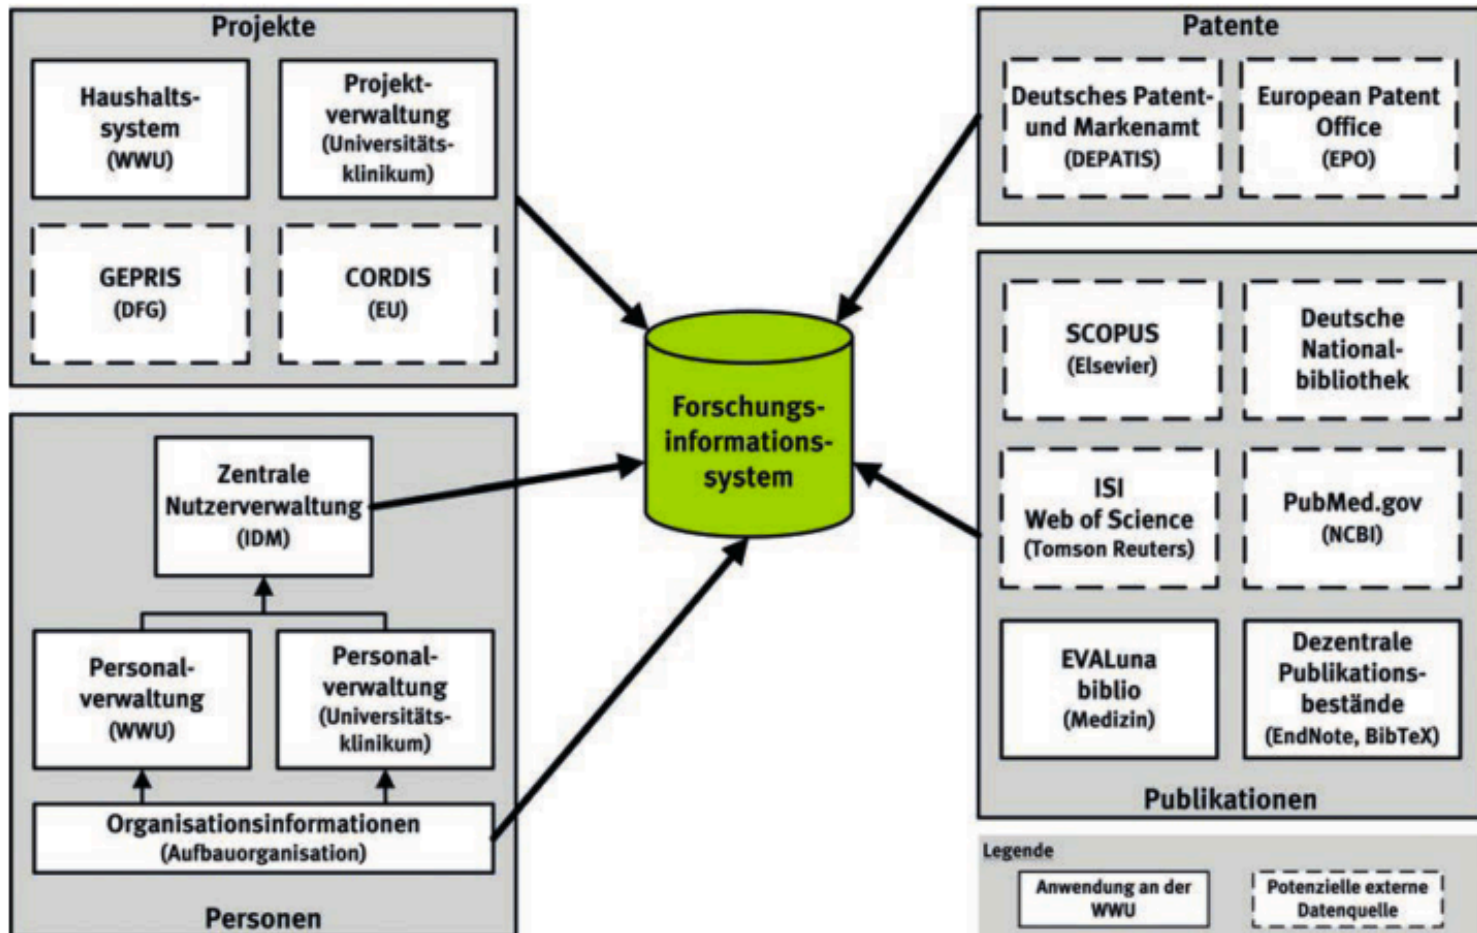 Projekte
Haushalts-
system
(WWU)
Projekt-
verwaltung
(Universitäts-
klinikum)
GEPRIS
(DFG)
CORDIS
(EU)
Zentrale
Nutzerverwaltung
(IDM)
Personal-
verwaltung
(WWU)
Personal-
verwaltung
(Universitäts-
klinikum)
Organisationsinformationen
(Aufbauorganisation)
Personen
Forschungs-
informations-
system
Patente
Deutsches Patent-
und Markenamt
(DEPATIS)
European Patent
Office
(EPO)
SCOPUS
(Elsevier)
Deutsche
National-
bibliothek
ISI
Web of Science
(Tomson Reuters)
PubMed.gov
(NCBI)
EVALuna
biblio
(Medizin)
Dezentrale
Publikations-
bestände
(EndNote, BibTeX)
Publikationen
Legende
Anwendung an der
WWU
Potenzielle externe
Datenquelle